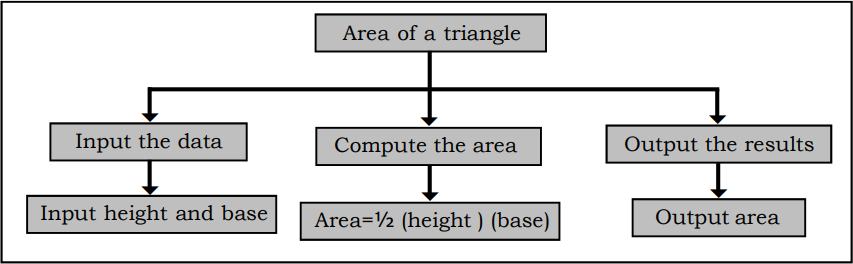 Area of a triangle
Input the data
Compute the area
Output the results
Input height and base
Area=½ (height ) (base)
Output area